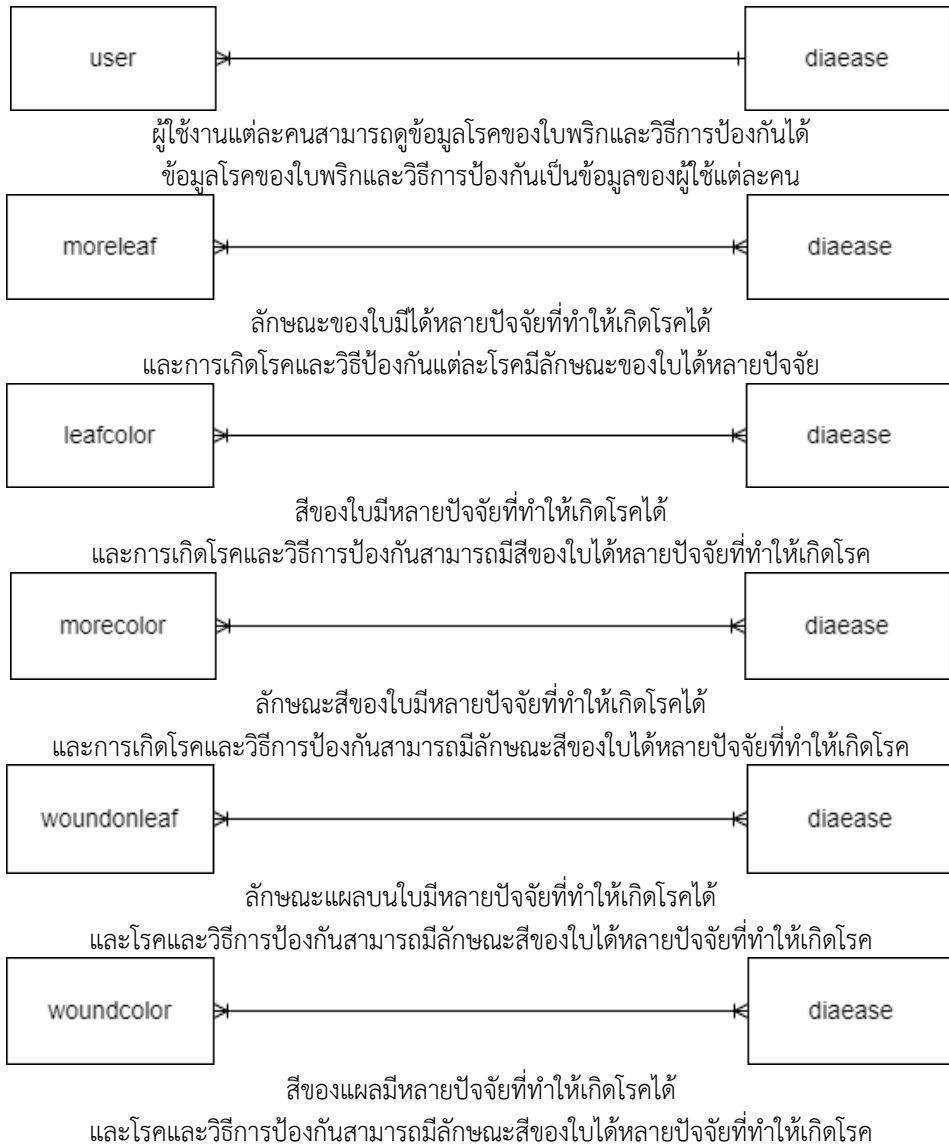 user diaease
ผู้ใช้งานแต่ละคนสามารถดูข้อมูลโรคของใบพริกและวิธีการป้องกันได้
ข้อมูลโรคของใบพริกและวิธีการป้องกันเป็นข้อมูลของผู้ใช้แต่ละคน
moreleaf diaease
ลักษณะของใบมีได้หลายปัจจัยที่ทำให้เกิดโรคได้
และการเกิดโรคและวิธีป้องกันแต่ละโรคมีลักษณะของใบได้หลายปัจจัย
leafcolor diaease
สีของใบมีหลายปัจจัยที่ทำให้เกิดโรคได้
และการเกิดโรคและวิธีการป้องกันสามารถมีสีของใบได้หลายปัจจัยที่ทำให้เกิดโรค
morecolor diaease
ลักษณะสีของใบมีหลายปัจจัยที่ทำให้เกิดโรคได้
และการเกิดโรคและวิธีการป้องกันสามารถมีลักษณะสีของใบได้หลายปัจจัยที่ทำให้เกิดโรค
woundonleaf diaease
ลักษณะแผลบนใบมีหลายปัจจัยที่ทำให้เกิดโรคได้
และโรคและวิธีการป้องกันสามารถมีลักษณะสีของใบได้หลายปัจจัยที่ทำให้เกิดโรค
woundcolor diaease
สีของแผลมีหลายปัจจัยที่ทำให้เกิดโรคได้
และโรคและวิธีการป้องกันสามารถมีลักษณะสีของใบได้หลายปัจจัยที่ทำให้เกิดโรค